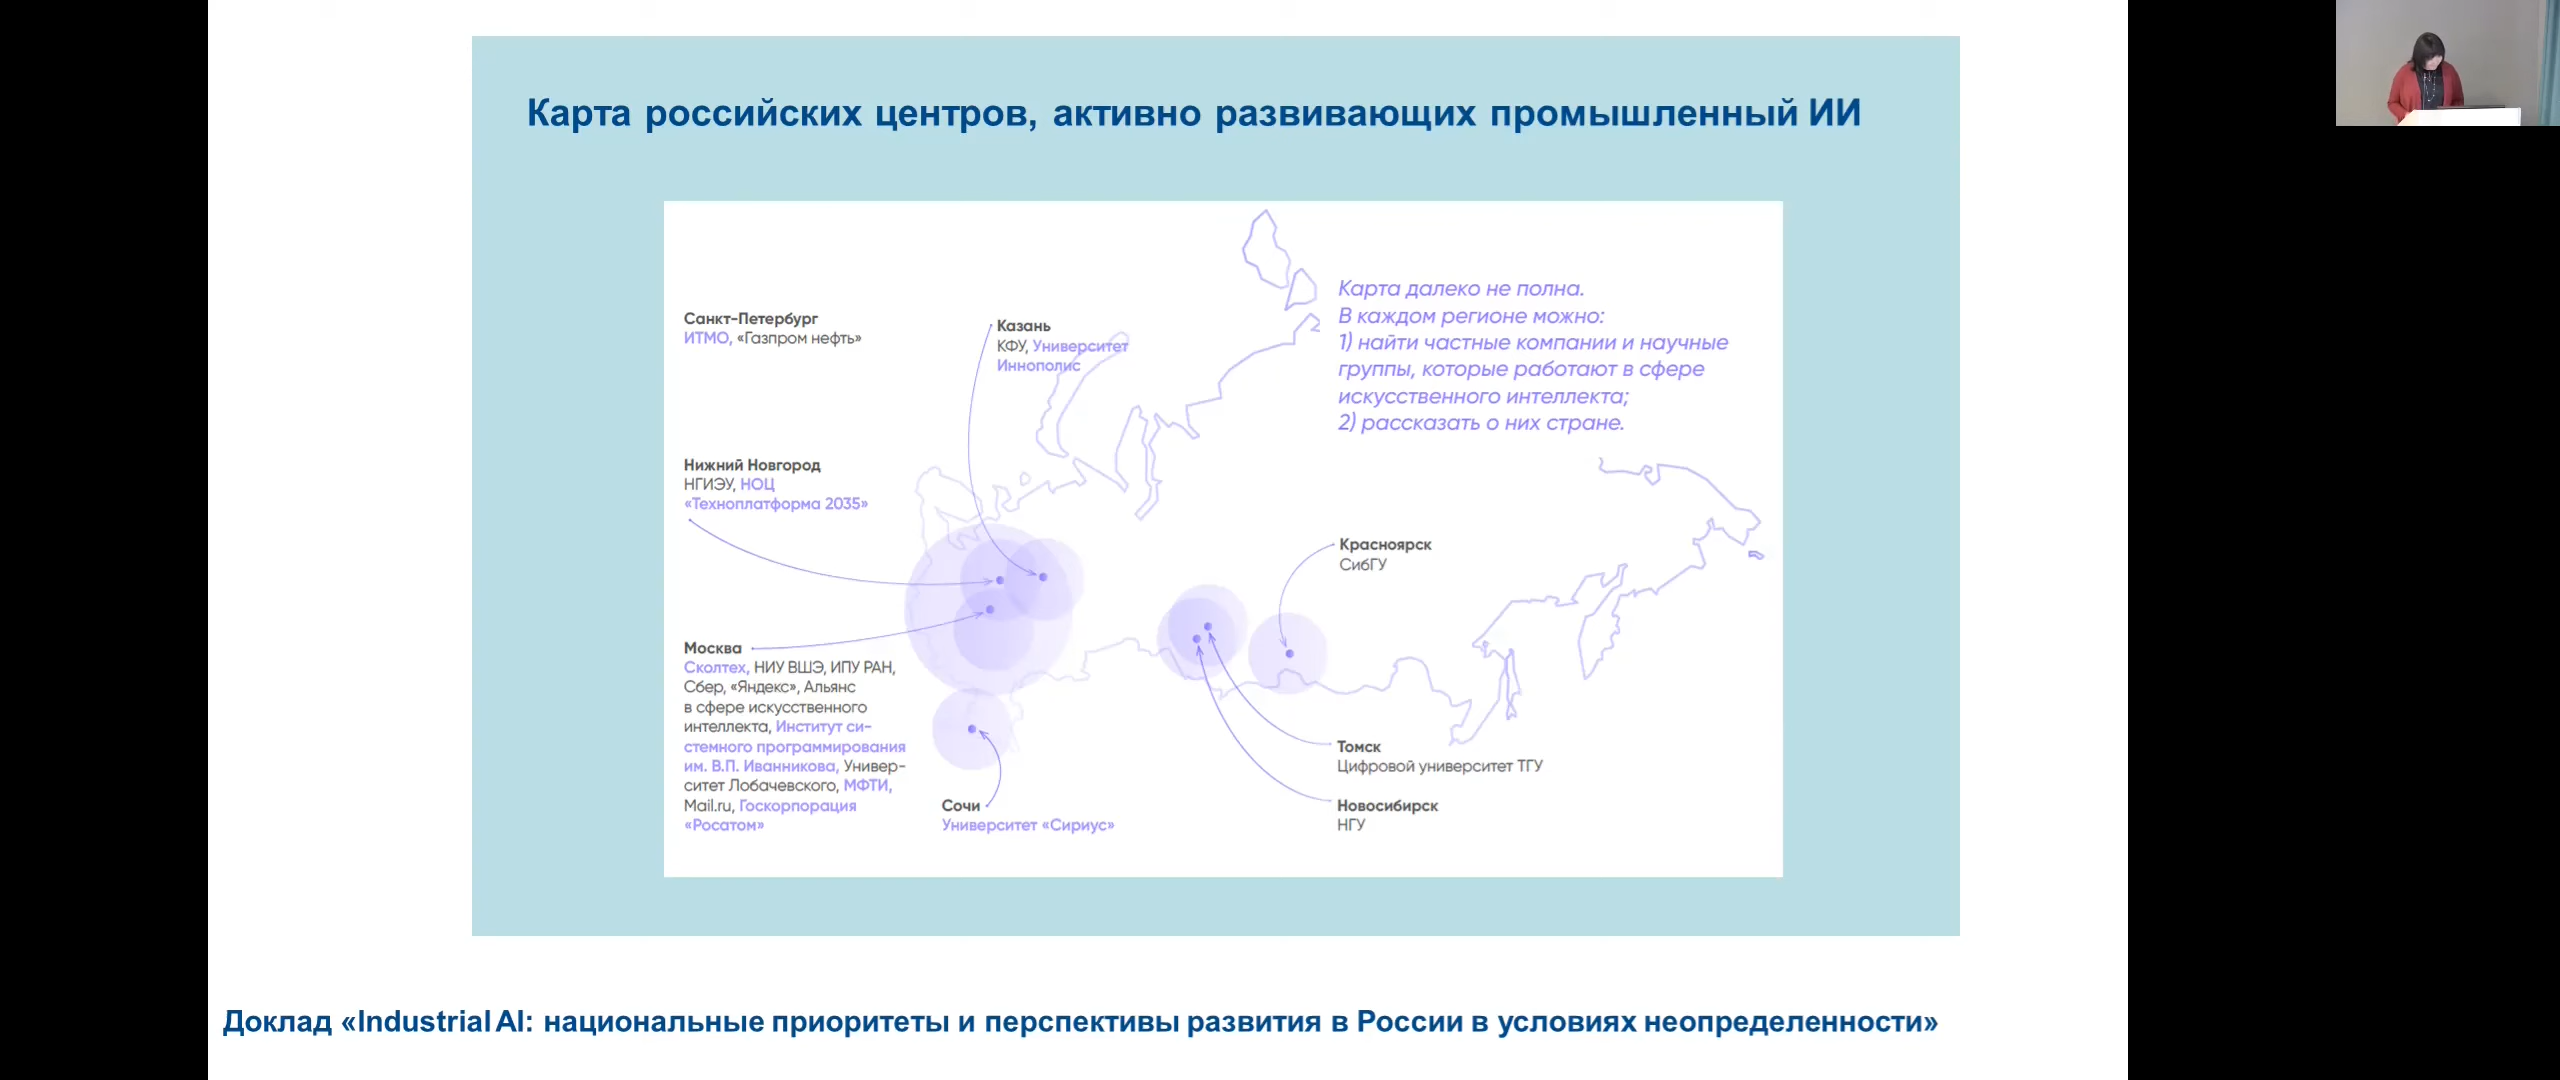 Карта российских центров, активно развивающих промышленный ИИ
Санкт-Петербург
ИТМО, «Газпром нефть»
Казань
КФУ, Университет
Иннополис
Карта далеко не полна.
В каждом регионе можно:
1) найти частные компании и научные
группы, которые работают в сфере
искусственного интеллекта;
2) рассказать о них стране.
Нижний Новгород
НГИЭУ, НОЦ
«Техноплатформа 2035»
Красноярск
СибГУ
Москва
Сколтех, НИУ ВШЭ, ИПУ РАН,
Сбер, «Яндекс», Альянс
в сфере искусственного
интеллекта, Институт си-
стемного программирования
им. В.П. Иванникова, Универ-
ситет Лобачевского, МФТИ,
Mail.ru, Госкорпорация
«Росатом»
Сочи
Университет «Сириус»
Томск
Цифровой университет ТГУ
Новосибирск
НГУ
Доклад «Industrial AI: национальные приоритеты и перспективы развития в России в условиях неопределенности»